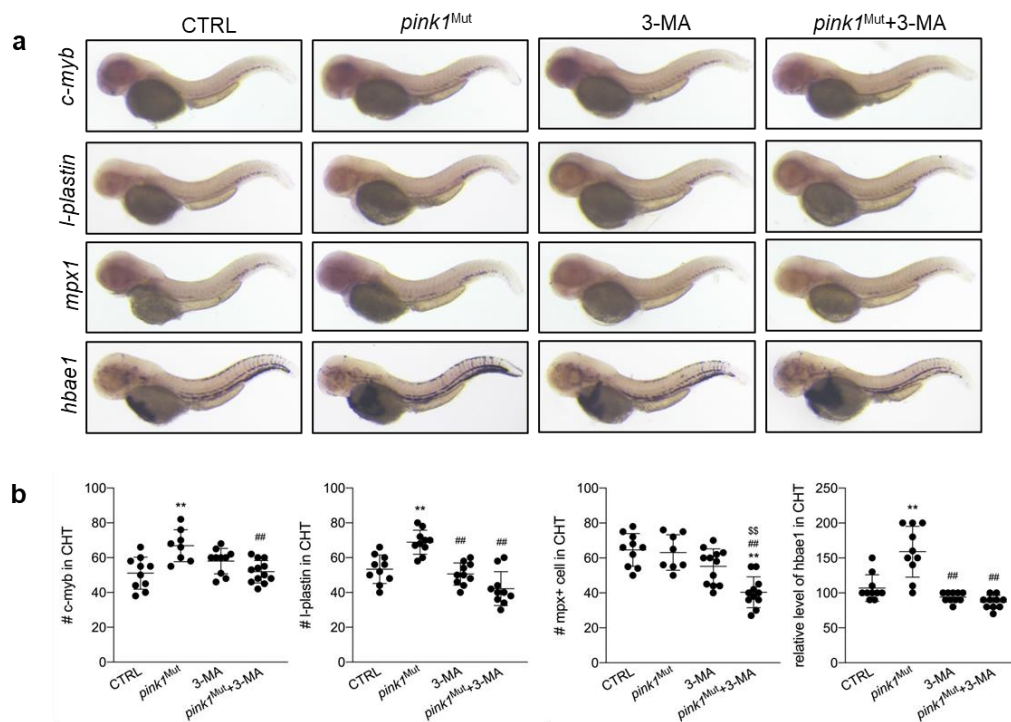 a
CTRL
pink1Mut
3-MA
pink1Mut+3-MA
c-myb
l-plastin
mpx1
hbae1
b
# c-myb in CHT
100
80
60
40
20
0
**
##
CTRL
pink1Mut
3-MA
pink1Mut+3-MA
# l-plastin in CHT
100
80
60
40
20
0
**
##
##
CTRL
pink1Mut
3-MA
pink1Mut+3-MA
# mpx+ cell in CHT
100
80
60
40
20
0
$$
##
**
CTRL
pink1Mut
3-MA
pink1Mut+3-MA
relative level of hbae1 in CHT
250
200
150
100
50
0
**
##
##
CTRL
pink1Mut
3-MA
pink1Mut+3-MA